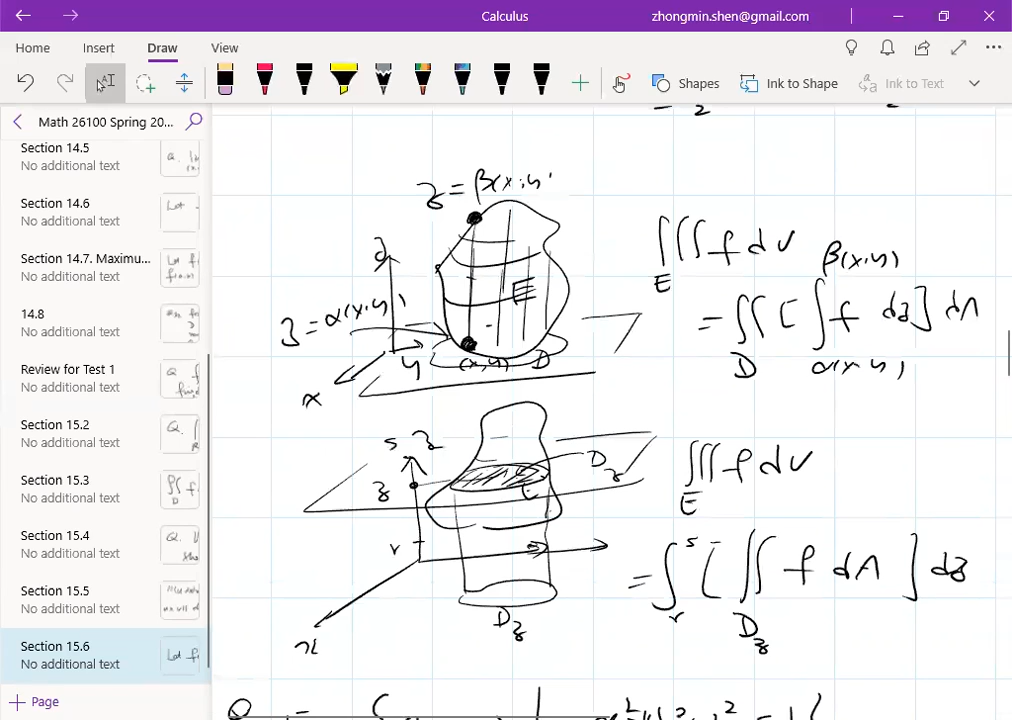 Calculus
zhongmin.shen@gmail.com
Home Insert Draw View
Shapes Ink to Shape Ink to Text
Math 26100 Spring 20...
Section 14.5
No additional text
Section 14.6
No additional text
Section 14.7. Maximu...
No additional text
14.8
No additional text
Review for Test 1
No additional text
Section 15.2
No additional text
Section 15.3
No additional text
Section 15.4
No additional text
Section 15.5
No additional text
Section 15.6
No additional text
Page
z = β(x,y)
z
E
z = α(x,y)
y
(x,y) D
x
∭ f dV
E
β(x,y)
= ∬ [ ∫ f dz ] dA
D α(x,y)
s z
z
D z
E
r
x
D z
∭ f dV
E
= ∫ s [ ∬ f dA ] dz
r D z